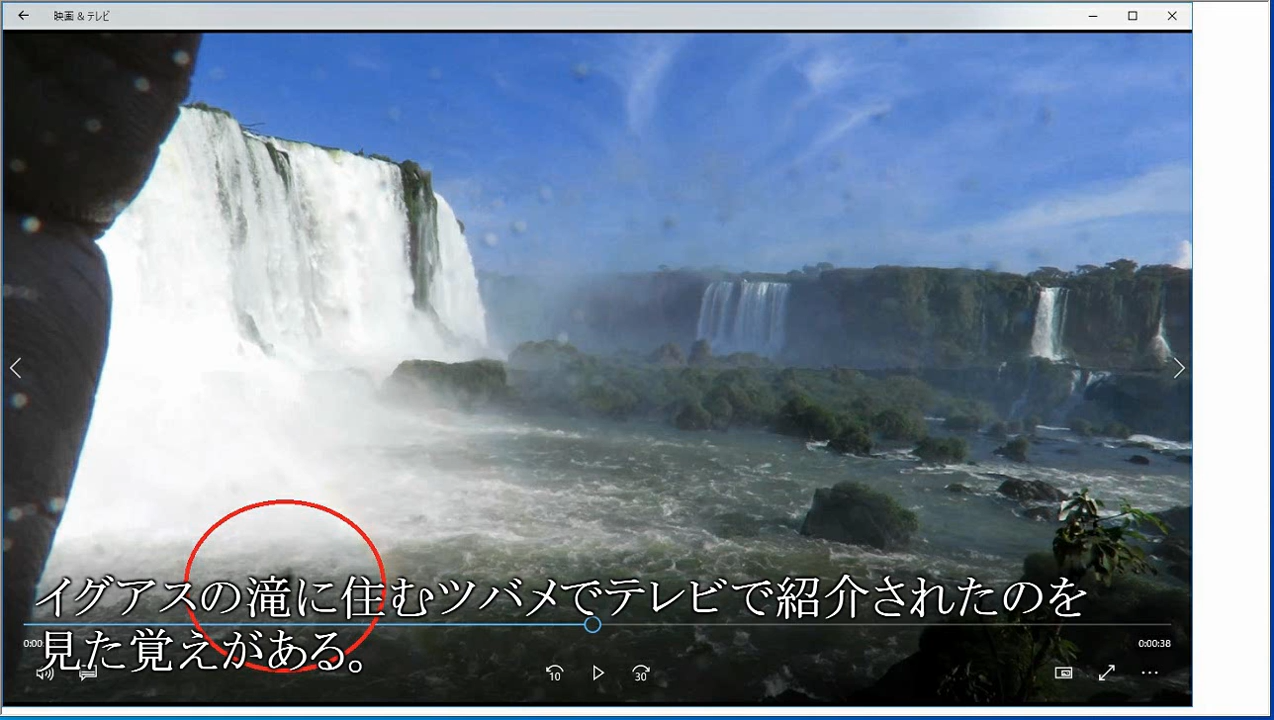 映画 & テレビ
イグアスの滝に住むツバメでテレビで紹介されたのを
見た覚えがある。
0:00
0:00:38
10
30